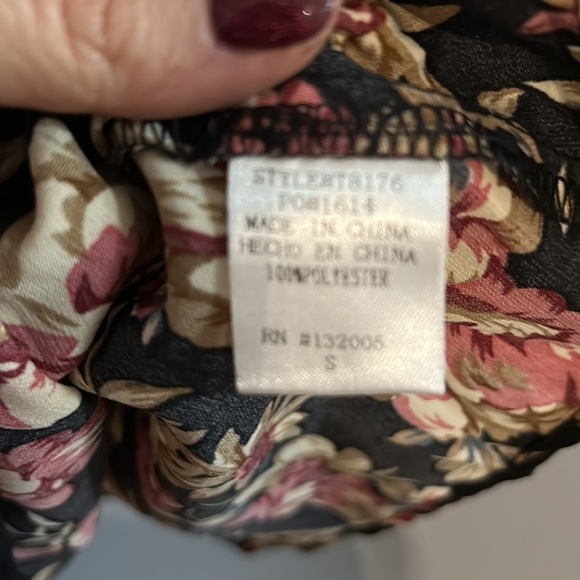 STYLE#T8176
PO#1614
MADE IN CHINA
HECHO EN CHINA
100%POLYESTER
RN #132005
S